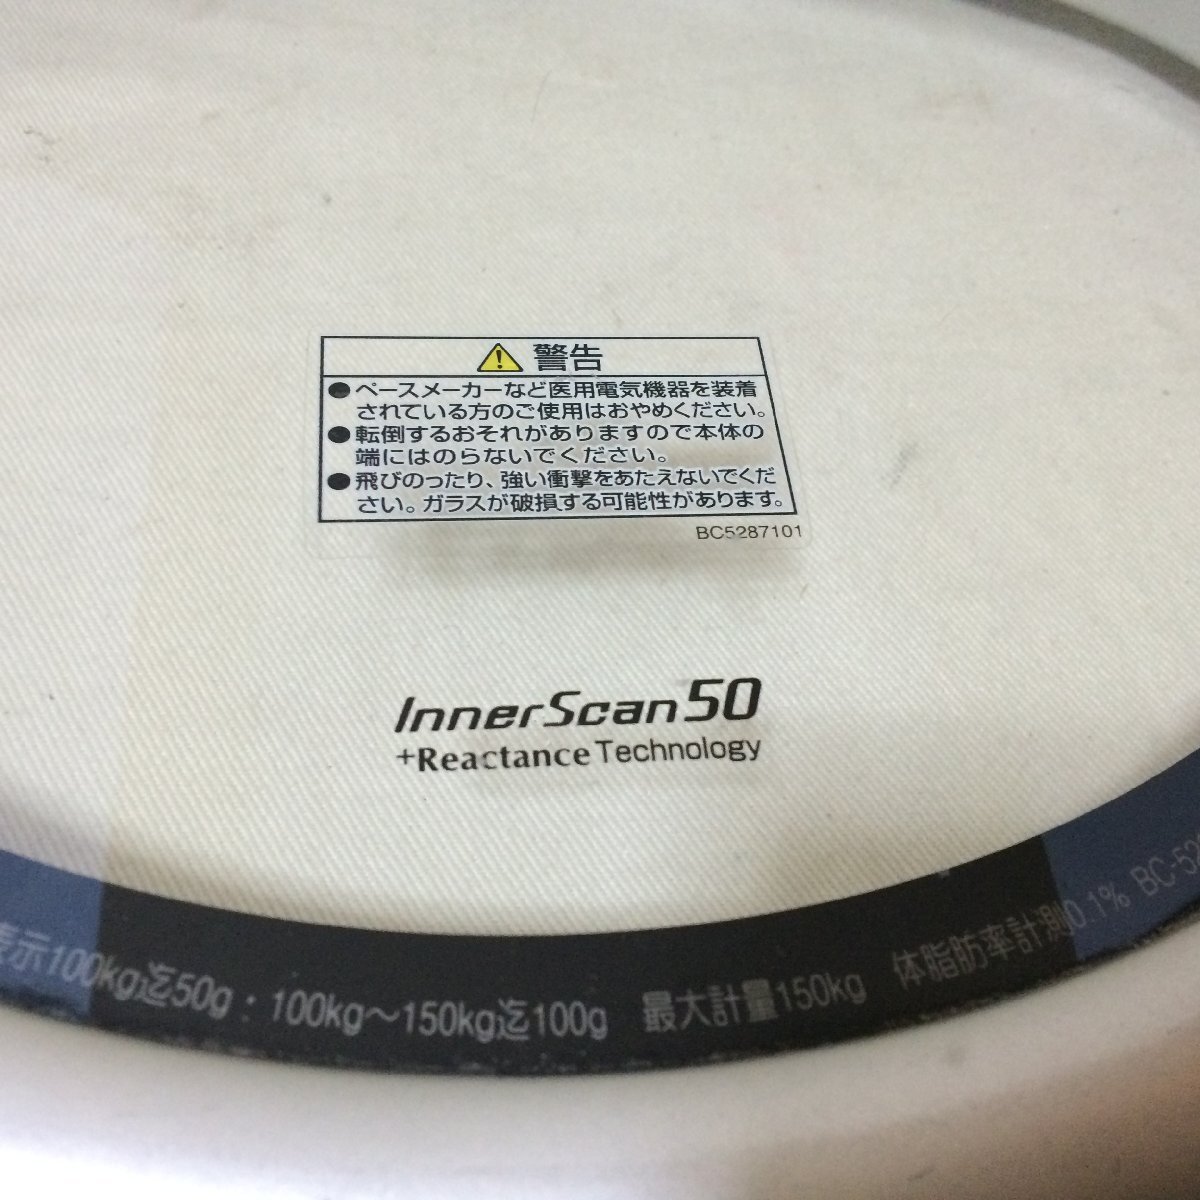 警告
●ペースメーカーなど医用電気機器を装着
されている方のご使用はおやめください。
●転倒するおそれがありますので本体の
端にはのらないでください。
●飛びのったり、強い衝撃をあたえないでくだ
さい。ガラスが破損する可能性があります。
BC5287101
InnerScan50
+Reactance Technology
表示100kg迄50g:100kg〜150kg迄100g 最大計量150kg 体脂肪率計測0.1%